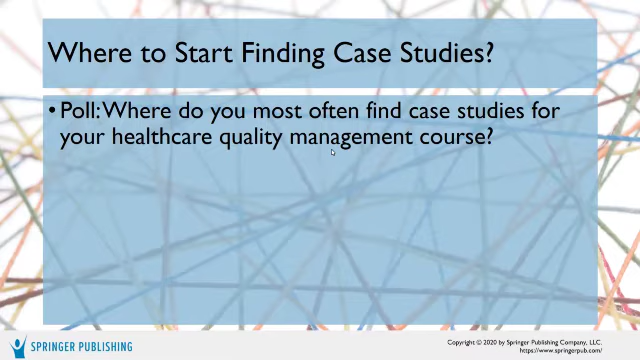 Where to Start Finding Case Studies?
• Poll: Where do you most often find case studies for
your healthcare quality management course?
SPRINGER PUBLISHING
Copyright © 2020 by Springer Publishing Company, LLC.
https://www.springerpub.com/